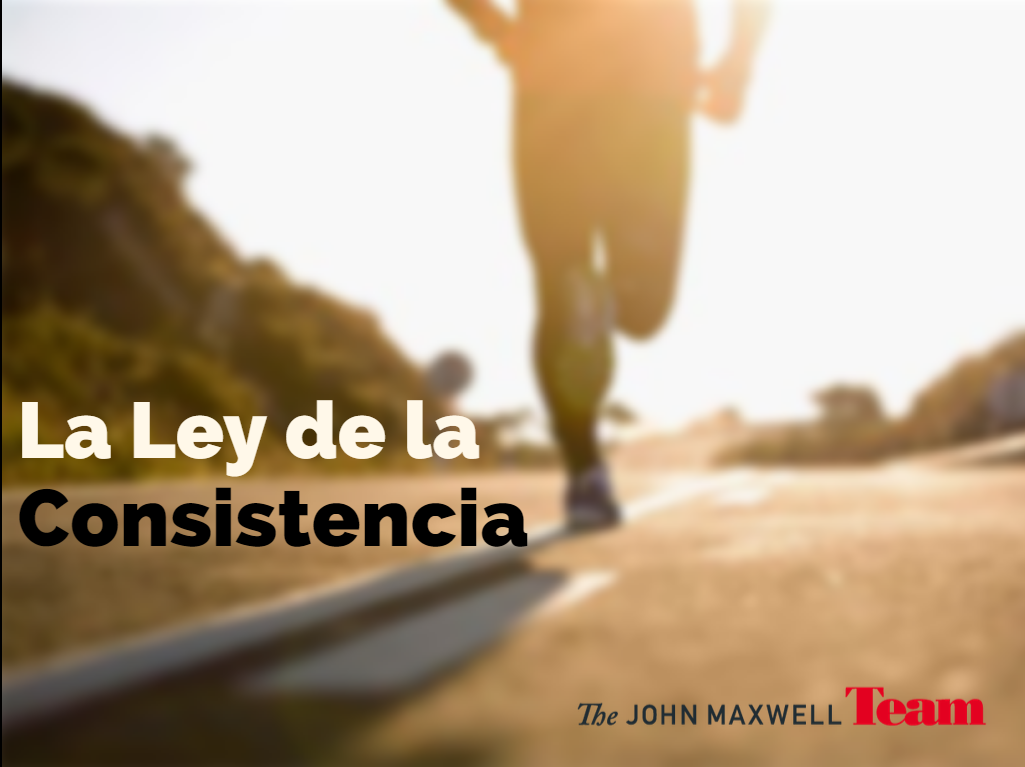 La Ley de la
Consistencia
The JOHN MAXWELL Team